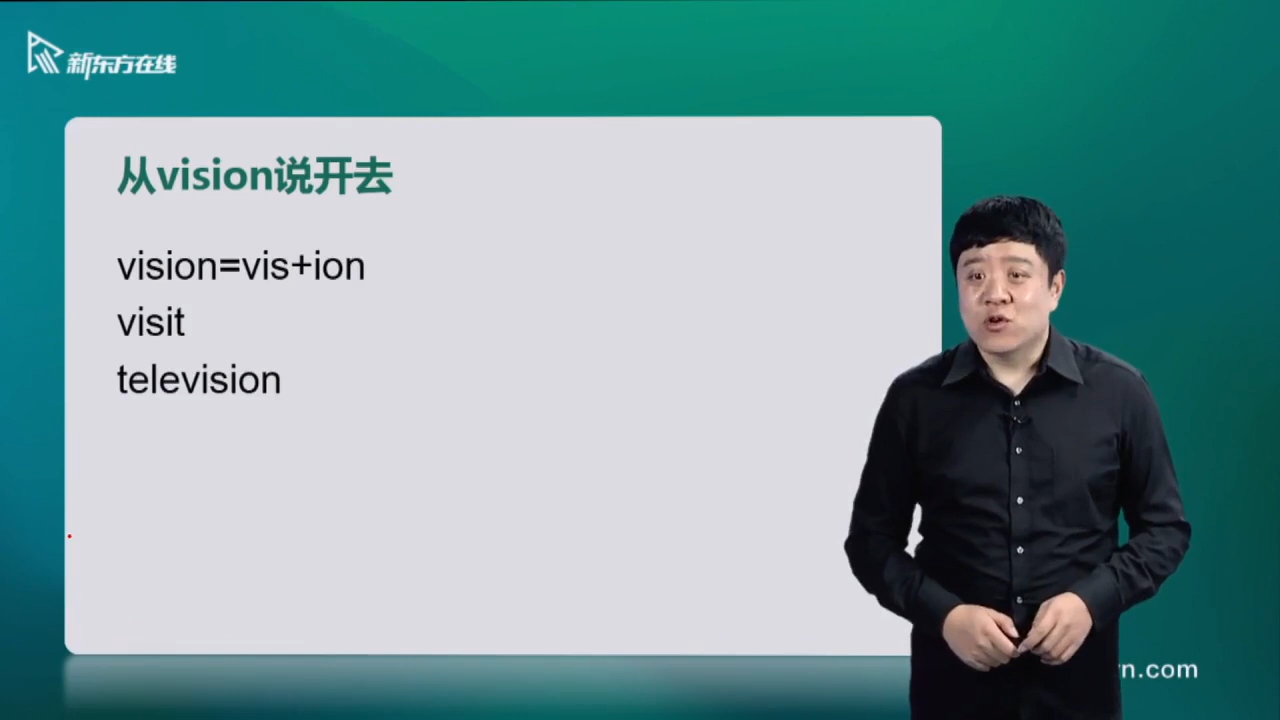 新东方在线
从vision说开去
vision=vis+ion
visit
television
n.com